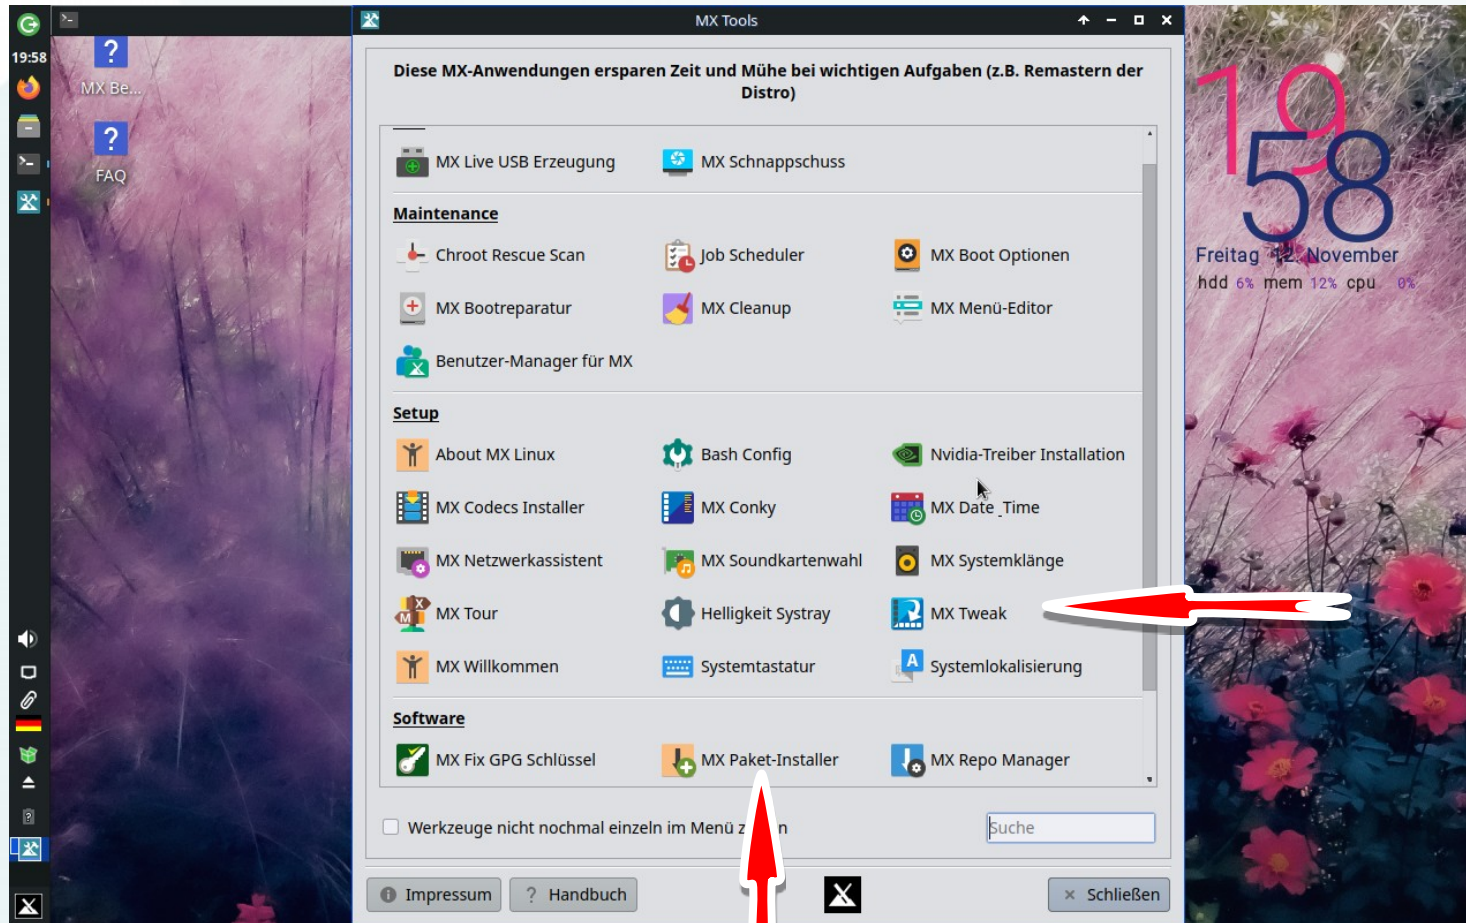 19:58
MX Be...
FAQ
MX Tools
Diese MX-Anwendungen ersparen Zeit und Mühe bei wichtigen Aufgaben (z.B. Remastern der
Distro)
MX Live USB Erzeugung
MX Schnappschuss
Maintenance
Chroot Rescue Scan
Job Scheduler
MX Boot Optionen
MX Bootreparatur
MX Cleanup
MX Menü-Editor
Benutzer-Manager für MX
Setup
About MX Linux
Bash Config
Nvidia-Treiber Installation
MX Codecs Installer
MX Conky
MX Date_Time
MX Netzwerkassistent
MX Soundkartenwahl
MX Systemklänge
MX Tour
Helligkeit Systray
MX Tweak
MX Willkommen
Systemtastatur
Systemlokalisierung
Software
MX Fix GPG Schlüssel
MX Paket-Installer
MX Repo Manager
Werkzeuge nicht nochmal einzeln im Menü
Suche
Impressum
? Handbuch
Schließen
19
58
Freitag 12. November
hdd 6% mem 12% cpu 0%